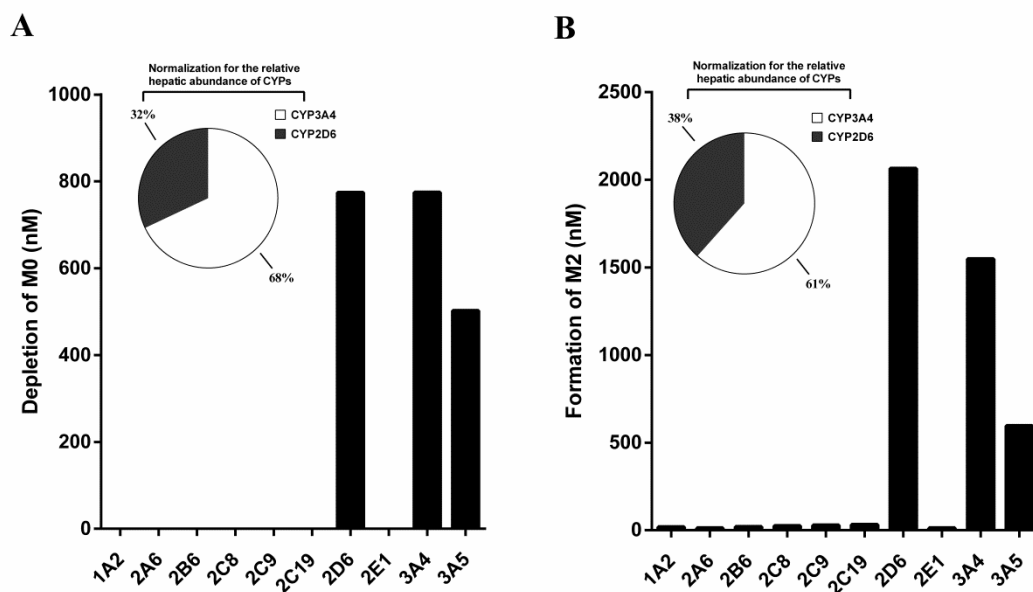 A
Normalization for the relative
hepatic abundance of CYPs
32%
CYP3A4
CYP2D6
68%
Depletion of M0 (nM)
1000
800
600
400
200
0
1A2
2A6
2B6
2C8
2C9
2C19
2D6
2E1
3A4
3A5
B
Normalization for the relative
hepatic abundance of CYPs
38%
CYP3A4
CYP2D6
61%
Formation of M2 (nM)
2500
2000
1500
1000
500
0
1A2
2A6
2B6
2C8
2C9
2C19
2D6
2E1
3A4
3A5